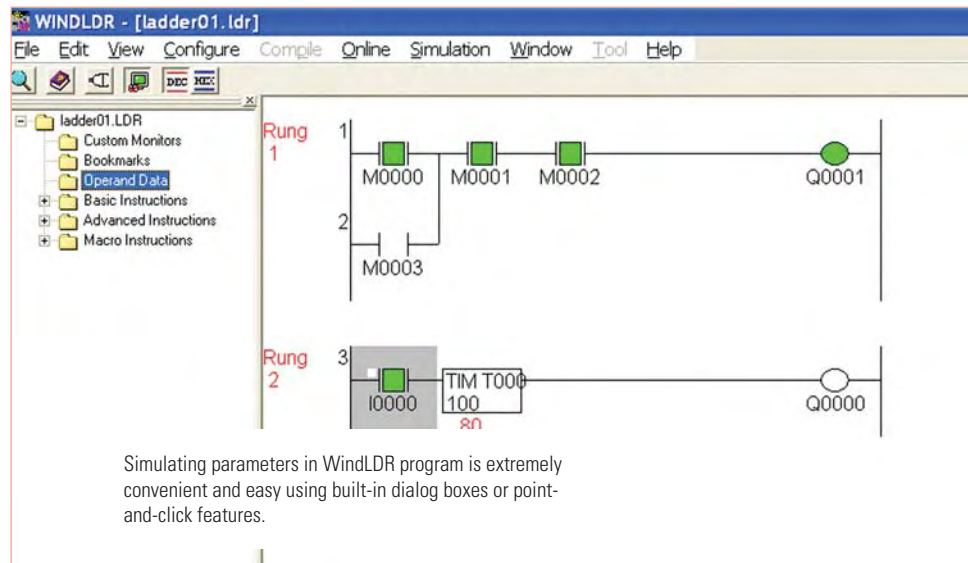 WINDLDR - [ladder01.ldr]
File Edit View Configure Compile Online Simulation Window Tool Help
DEC HEX
ladder01.LDR
Custom Monitors
Bookmarks
Operand Data
Basic Instructions
Advanced Instructions
Macro Instructions
Rung 1
1
M0000 M0001 M0002 Q0001
2
M0003
Rung 2
3
I0000 TIM T000 Q0000
100
80
Simulating parameters in WindLDR program is extremely
convenient and easy using built-in dialog boxes or point-
and-click features.